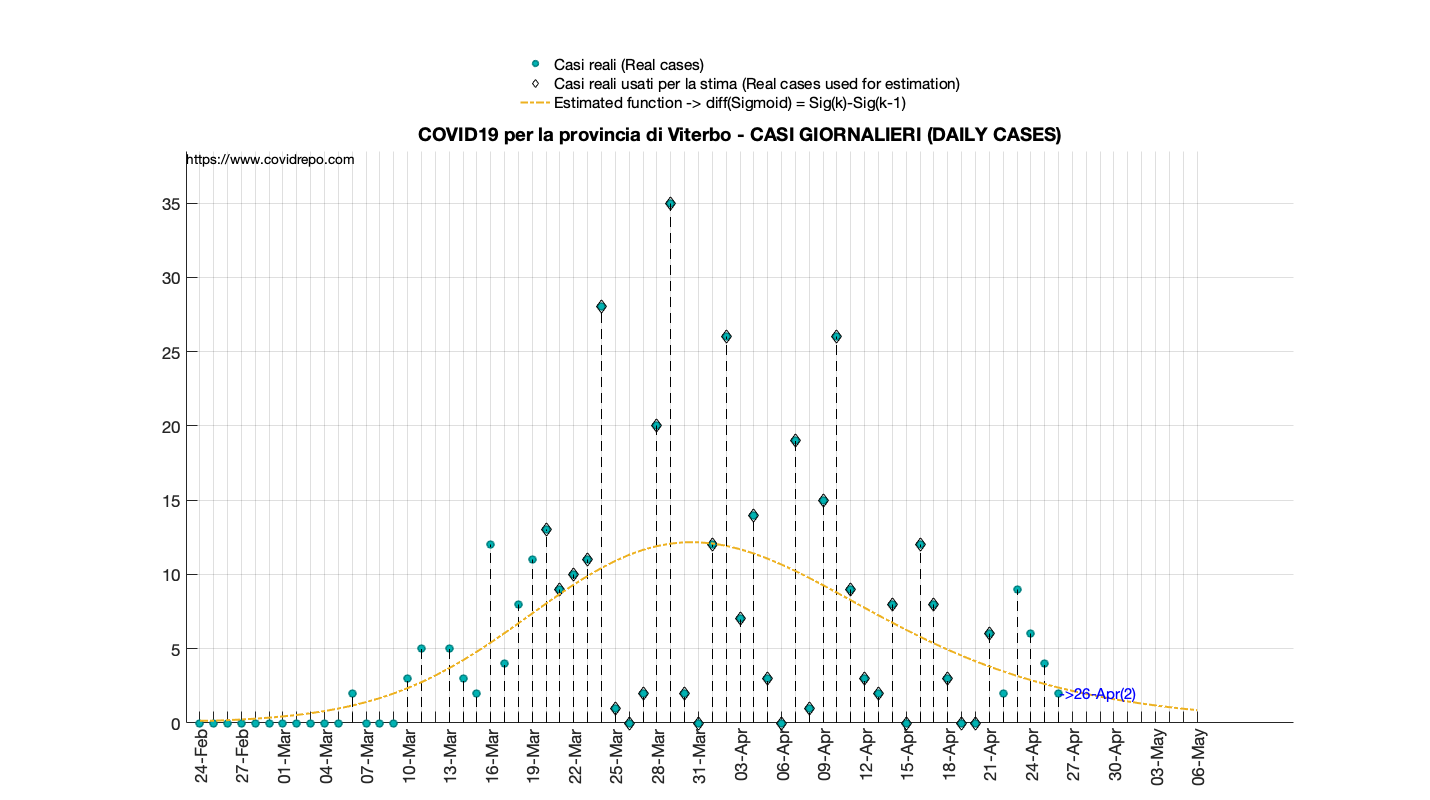 Casi reali (Real cases)
Casi reali usati per la stima (Real cases used for estimation)
Estimated function -> diff(Sigmoid) = Sig(k)-Sig(k-1)
COVID19 per la provincia di Viterbo - CASI GIORNALIERI (DAILY CASES)
https://www.covidrepo.com
35
30
25
20
15
10
5
0
->26-Apr(2)
24-Feb
27-Feb
01-Mar
04-Mar
07-Mar
10-Mar
13-Mar
16-Mar
19-Mar
22-Mar
25-Mar
28-Mar
31-Mar
03-Apr
06-Apr
09-Apr
12-Apr
15-Apr
18-Apr
21-Apr
24-Apr
27-Apr
30-Apr
03-May
06-May